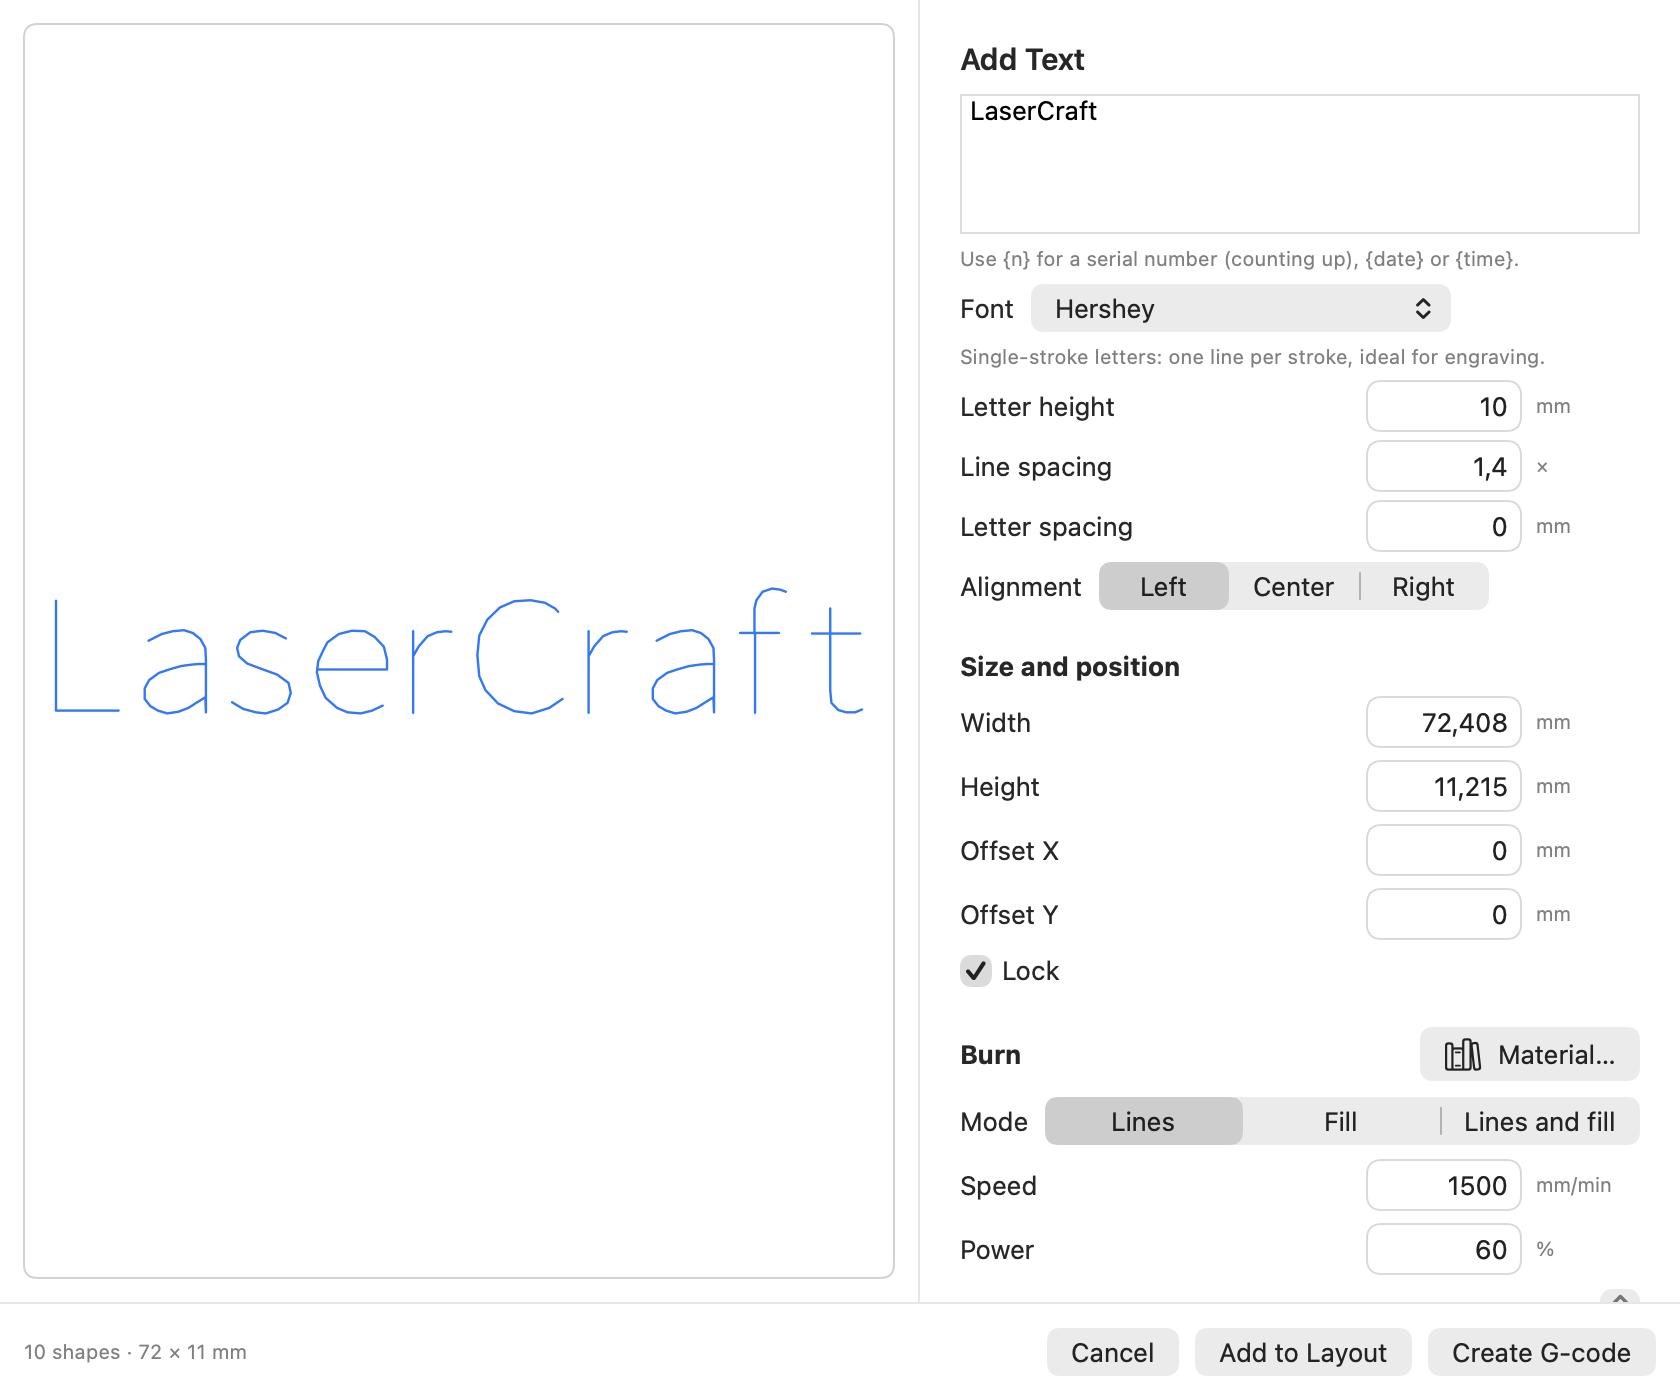 LaserCraft
Add Text
LaserCraft
Use {n} for a serial number (counting up), {date} or {time}.
Font Hershey
Single-stroke letters: one line per stroke, ideal for engraving.
Letter height 10 mm
Line spacing 1,4 ×
Letter spacing 0 mm
Alignment Left Center Right
Size and position
Width 72,408 mm
Height 11,215 mm
Offset X 0 mm
Offset Y 0 mm
Lock
Burn Material...
Mode Lines Fill Lines and fill
Speed 1500 mm/min
Power 60 %
10 shapes · 72 × 11 mm
Cancel Add to Layout Create G-code